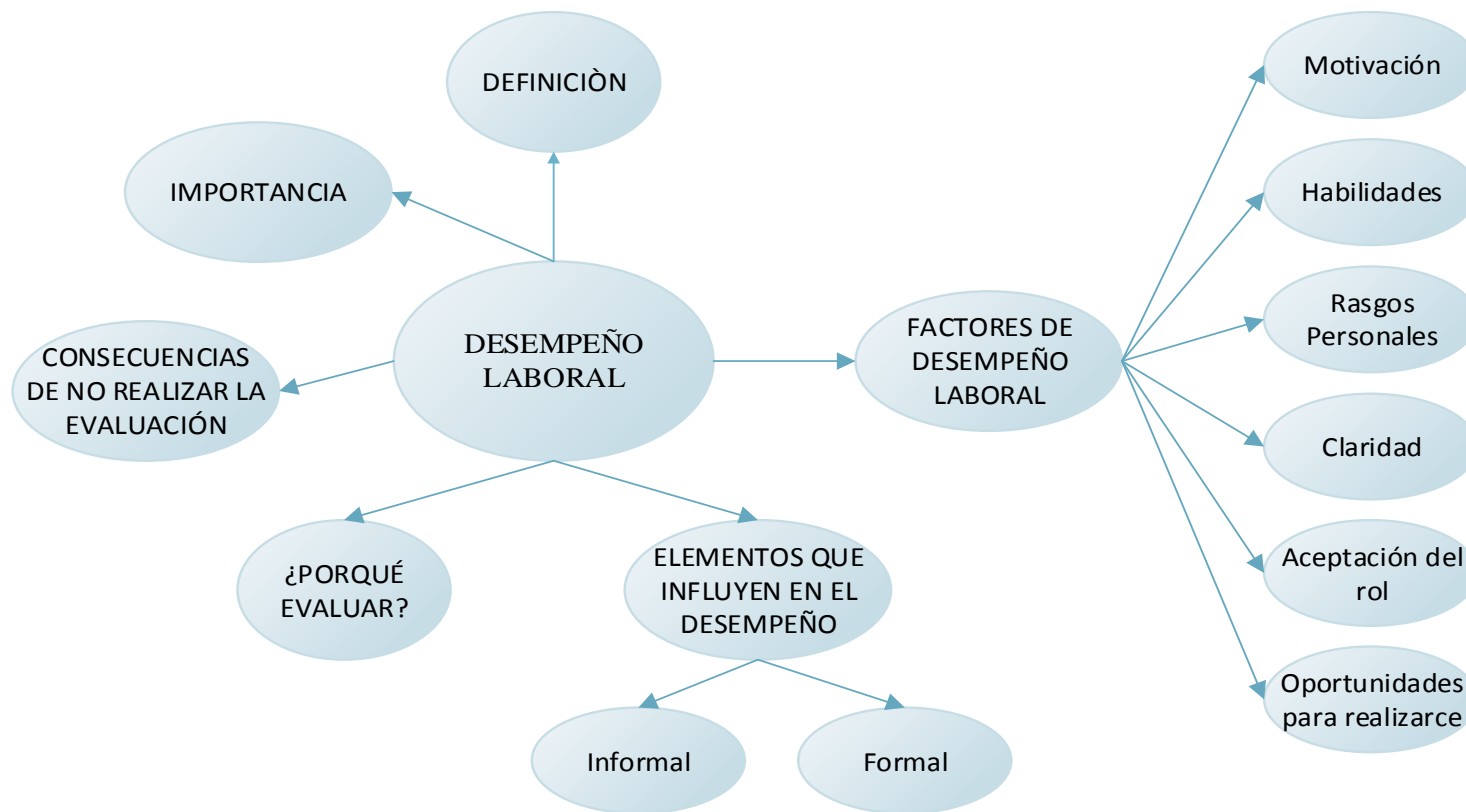 DEFINICIÒN
IMPORTANCIA
CONSECUENCIAS
DE NO REALIZAR LA
EVALUACIÓN
DESEMPEÑO
LABORAL
¿PORQUÉ
EVALUAR?
ELEMENTOS QUE
INFLUYEN EN EL
DESEMPEÑO
Informal
Formal
FACTORES DE
DESEMPEÑO
LABORAL
Motivación
Habilidades
Rasgos
Personales
Claridad
Aceptación del
rol
Oportunidades
para realizarce